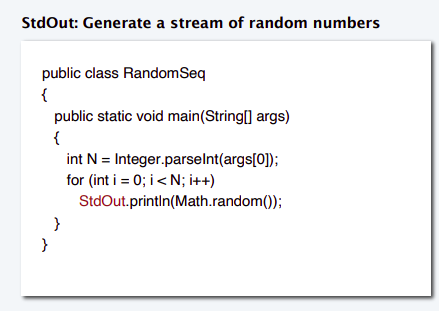 StdOut: Generate a stream of random numbers
public class RandomSeq
{
public static void main(String[] args)
{
int N = Integer.parseInt(args[0]);
for (int i = 0; i < N; i++)
StdOut.println(Math.random());
}
}